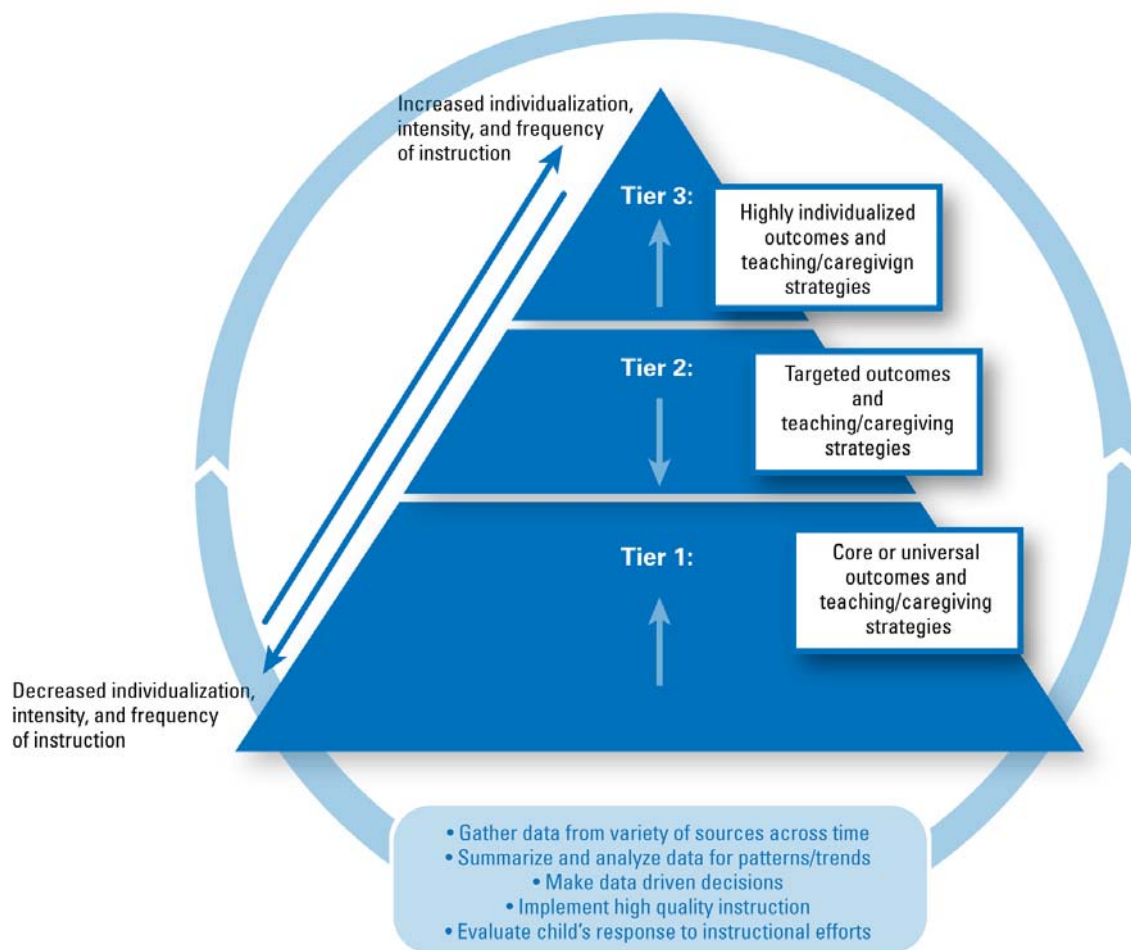 Increased individualization,
intensity, and frequency
of instruction
Tier 3:
Highly individualized
outcomes and
teaching/caregivign
strategies
Tier 2:
Targeted outcomes
and
teaching/caregiving
strategies
Tier 1:
Core or universal
outcomes and
teaching/caregiving
strategies
Decreased individualization,
intensity, and frequency
of instruction
• Gather data from variety of sources across time
• Summarize and analyze data for patterns/trends
• Make data driven decisions
• Implement high quality instruction
• Evaluate child's response to instructional efforts